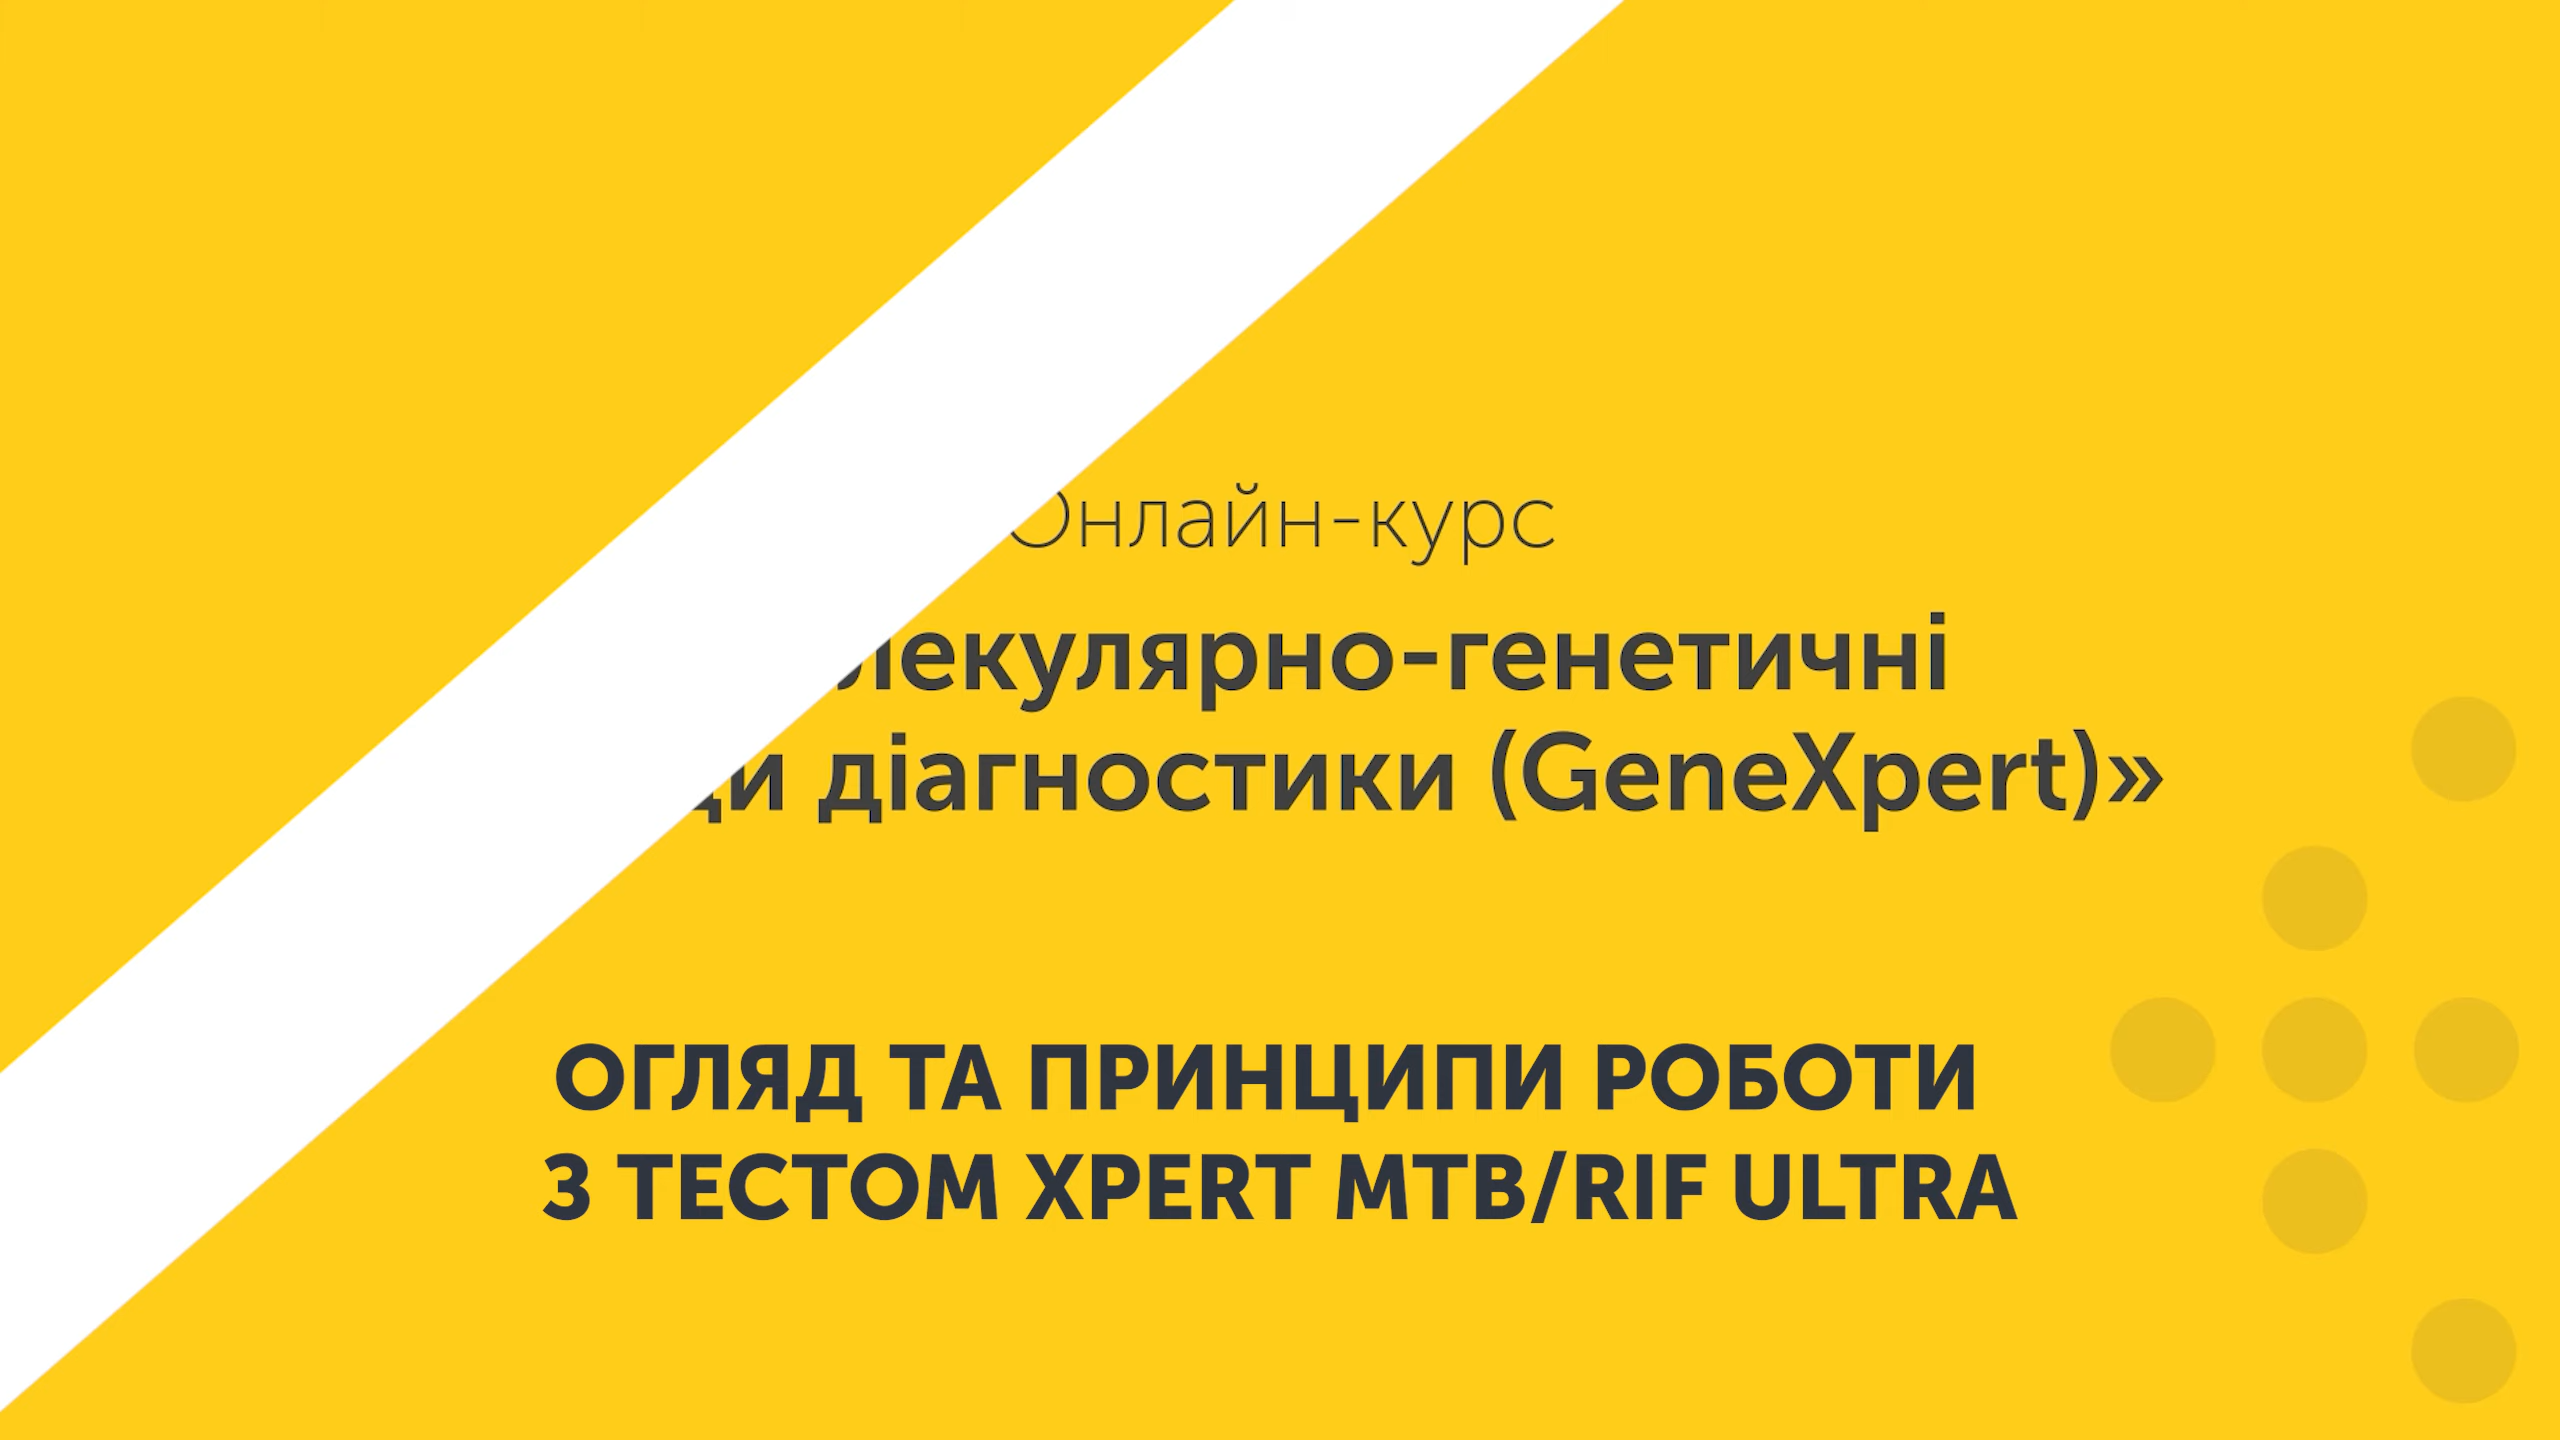 Онлайн-курс
лекулярно-генетичні
ди діагностики (GeneXpert)»
ОГЛЯД ТА ПРИНЦИПИ РОБОТИ
З ТЕСТОМ XPERT MTB/RIF ULTRA